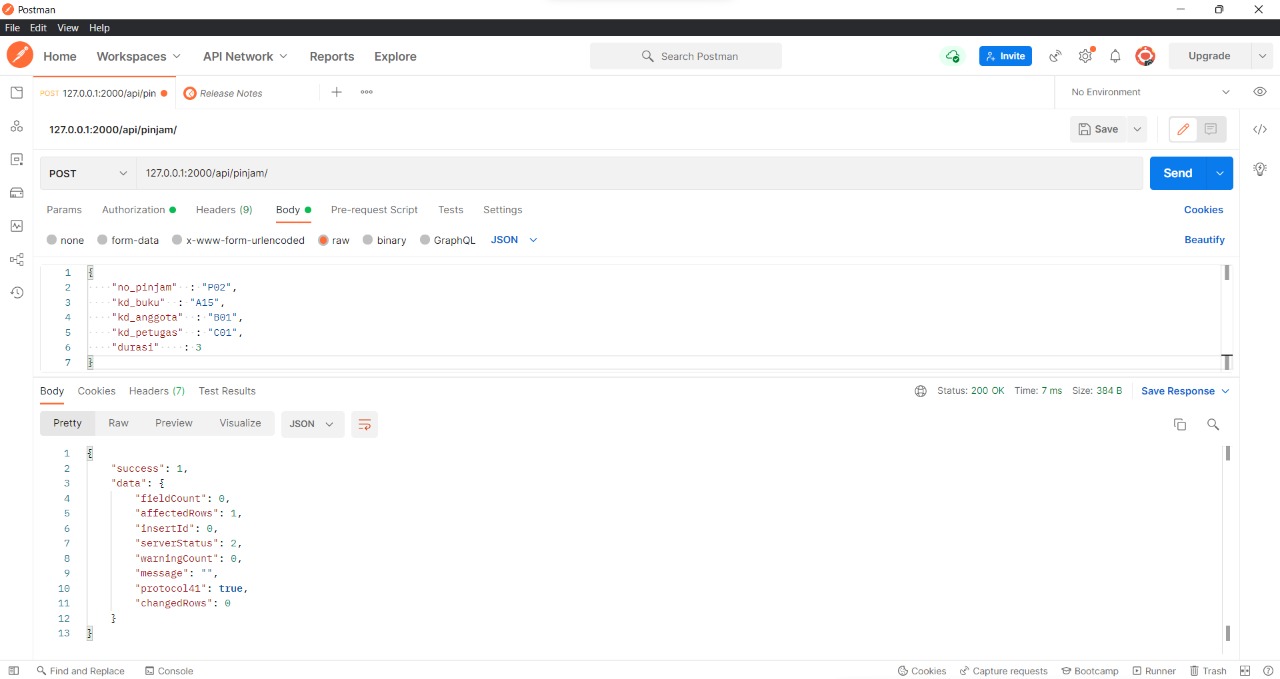 Postman
File Edit View Help
Home Workspaces API Network Reports Explore Search Postman Invite Upgrade
POST 127.0.0.1:2000/api/pin Release Notes No Environment
127.0.0.1:2000/api/pinjam/ Save
POST 127.0.0.1:2000/api/pinjam/ Send
Params Authorization Headers (9) Body Pre-request Script Tests Settings Cookies
none form-data x-www-form-urlencoded raw binary GraphQL JSON Beautify
1 {
2 "no_pinjam" : "P02",
3 "kd_buku" : "A15",
4 "kd_anggota" : "B01",
5 "kd_petugas" : "C01",
6 "durasi" : 3
7 }
Body Cookies Headers (7) Test Results Status: 200 OK Time: 7 ms Size: 384 B Save Response
Pretty Raw Preview Visualize JSON
1 {
2 "success": 1,
3 "data": {
4 "fieldCount": 0,
5 "affectedRows": 1,
6 "insertId": 0,
7 "serverStatus": 2,
8 "warningCount": 0,
9 "message": "",
10 "protocol41": true,
11 "changedRows": 0
12 }
13 }
Find and Replace Console Cookies Capture requests Bootcamp Runner Trash